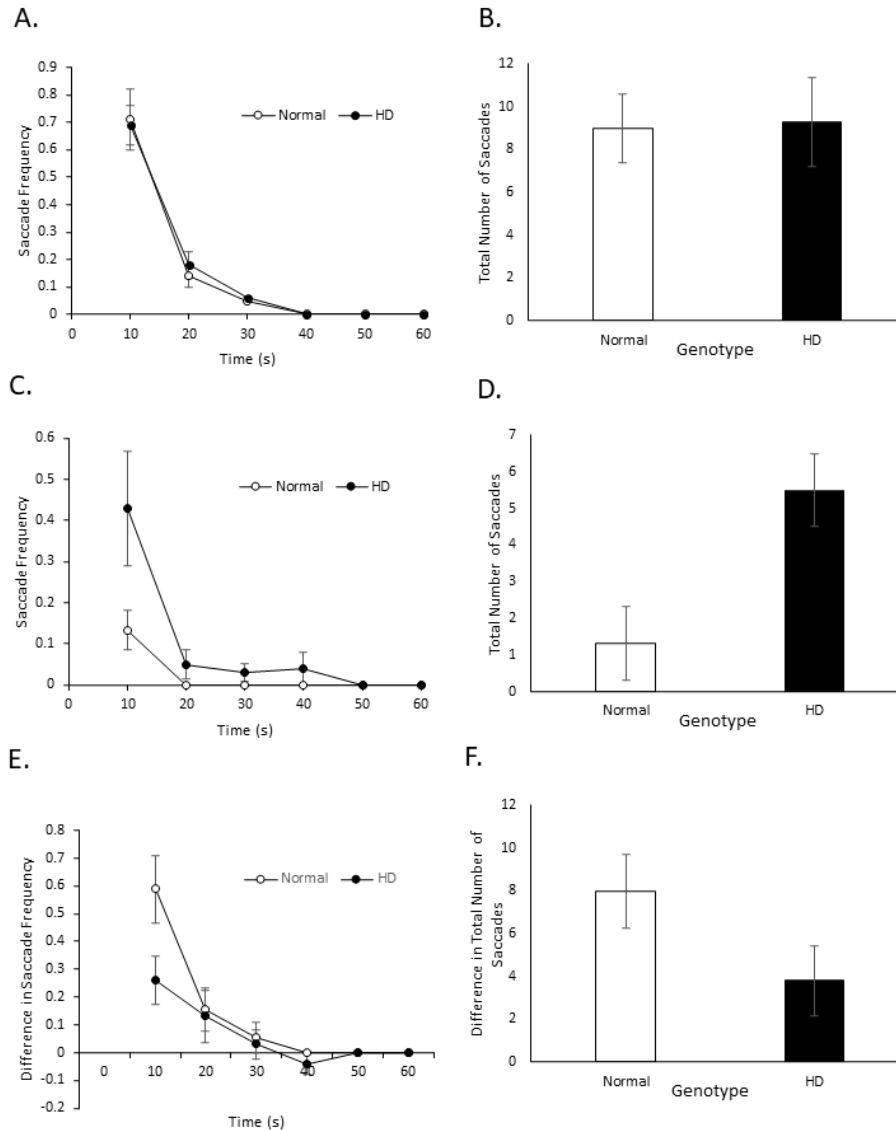 A.
Saccade Frequency
0.9
0.8
0.7
0.6
0.5
0.4
0.3
0.2
0.1
0
Normal HD
0 10 20 30 40 50 60
Time (s)
B.
Total Number of Saccades
12
10
8
6
4
2
0
Normal HD
Genotype
C.
Saccade Frequency
0.6
0.5
0.4
0.3
0.2
0.1
0
Normal HD
0 10 20 30 40 50 60
Time (s)
D.
Total Number of Saccades
7
6
5
4
3
2
1
0
Normal HD
Genotype
E.
Difference in Saccade Frequency
0.8
0.7
0.6
0.5
0.4
0.3
0.2
0.1
0
-0.1
-0.2
Normal HD
0 10 20 30 40 50 60
Time (s)
F.
Difference in Total Number of
Saccades
12
10
8
6
4
2
0
Normal HD
Genotype